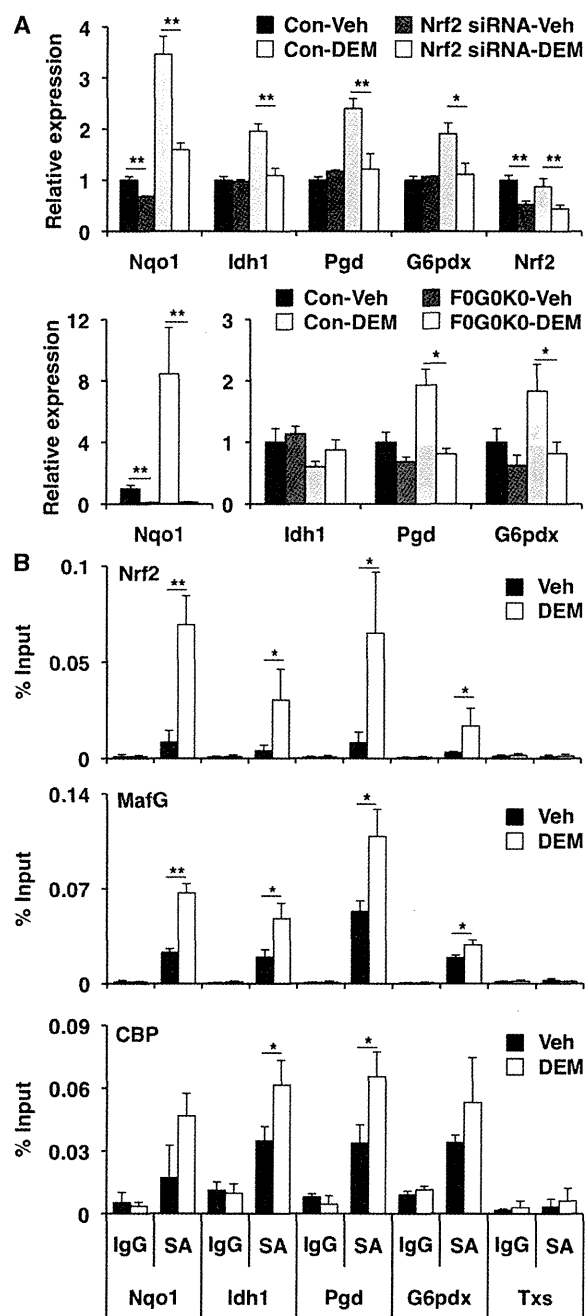 A
Con-Veh Nrf2 siRNA-Veh
Con-DEM Nrf2 siRNA-DEM
Relative expression
4
3
2
1
0
** ** ** ** * ** **
Nqo1 Idh1 Pgd G6pdx Nrf2
Con-Veh F0G0K0-Veh
Con-DEM F0G0K0-DEM
Relative expression
12
8
4
0
** **
Nqo1
3
2
1
0
* *
Idh1 Pgd G6pdx
B
Nrf2
Veh
DEM
% Input
0.1
0.05
0
** * * *
MafG
Veh
DEM
% Input
0.14
0.07
0
** * * *
CBP
Veh
DEM
% Input
0.09
0.06
0.03
0
* *
IgG SA IgG SA IgG SA IgG SA IgG SA
Nqo1 Idh1 Pgd G6pdx Txs